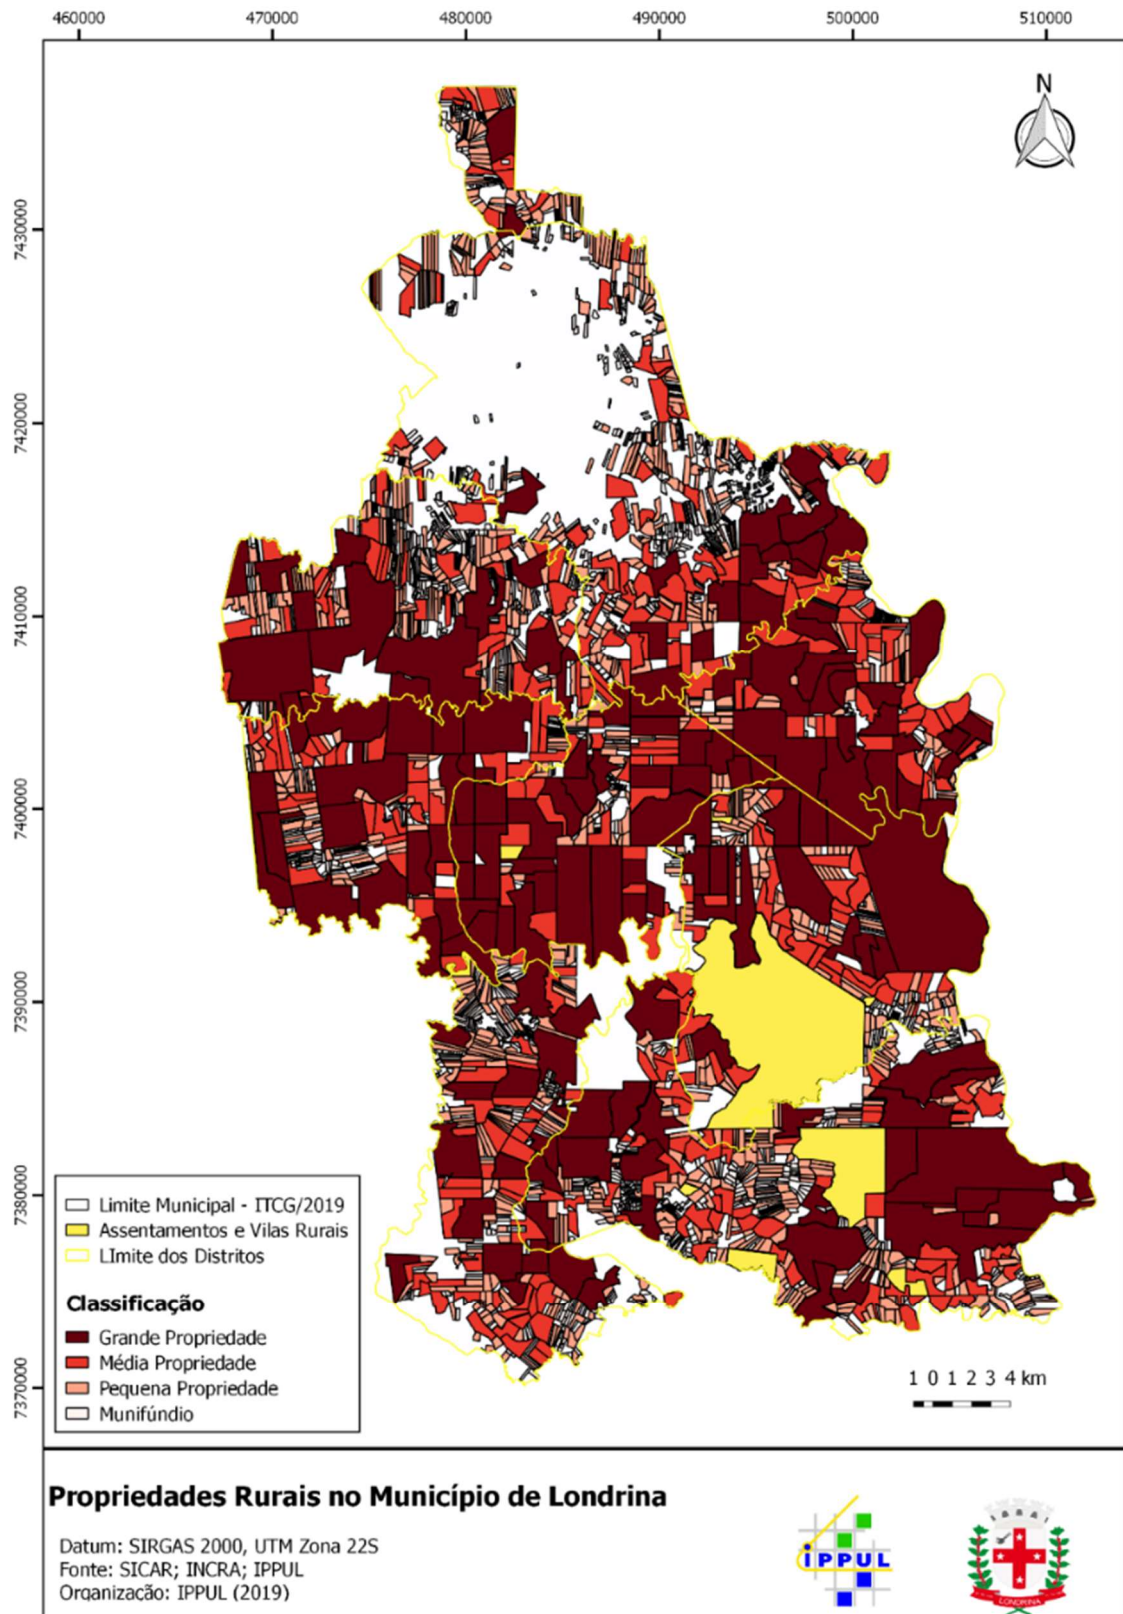 460000 470000 480000 490000 500000 510000
N
7430000
7420000
7410000
7400000
7390000
7380000
7370000
Limite Municipal - ITCG/2019
Assentamentos e Vilas Rurais
LImite dos Distritos
Classificação
Grande Propriedade
Média Propriedade
Pequena Propriedade
Munifúndio
1 0 1 2 3 4 km
Propriedades Rurais no Município de Londrina
Datum: SIRGAS 2000, UTM Zona 22S
Fonte: SICAR; INCRA; IPPUL
Organização: IPPUL (2019)
iPPUL
LONDRINA